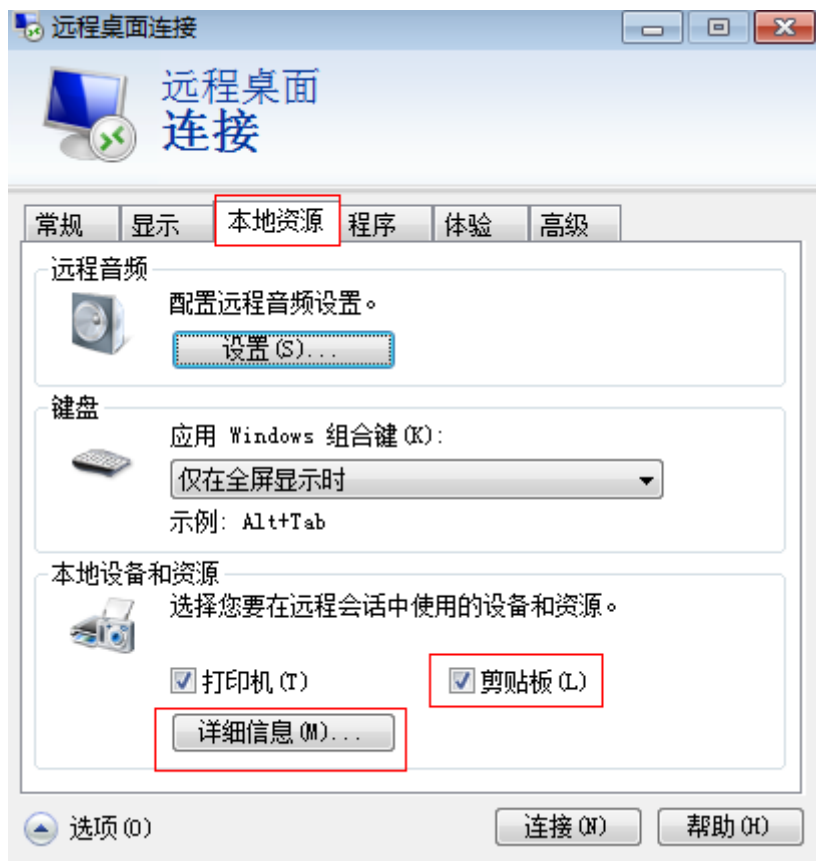 远程桌面连接
远程桌面
连接
常规 显示 本地资源 程序 体验 高级
远程音频
配置远程音频设置。
设置(S)...
键盘
应用 Windows 组合键(K):
仅在全屏显示时
示例: Alt+Tab
本地设备和资源
选择您要在远程会话中使用的设备和资源。
打印机(T) 剪贴板(L)
详细信息(M)...
选项(O) 连接(N) 帮助(H)